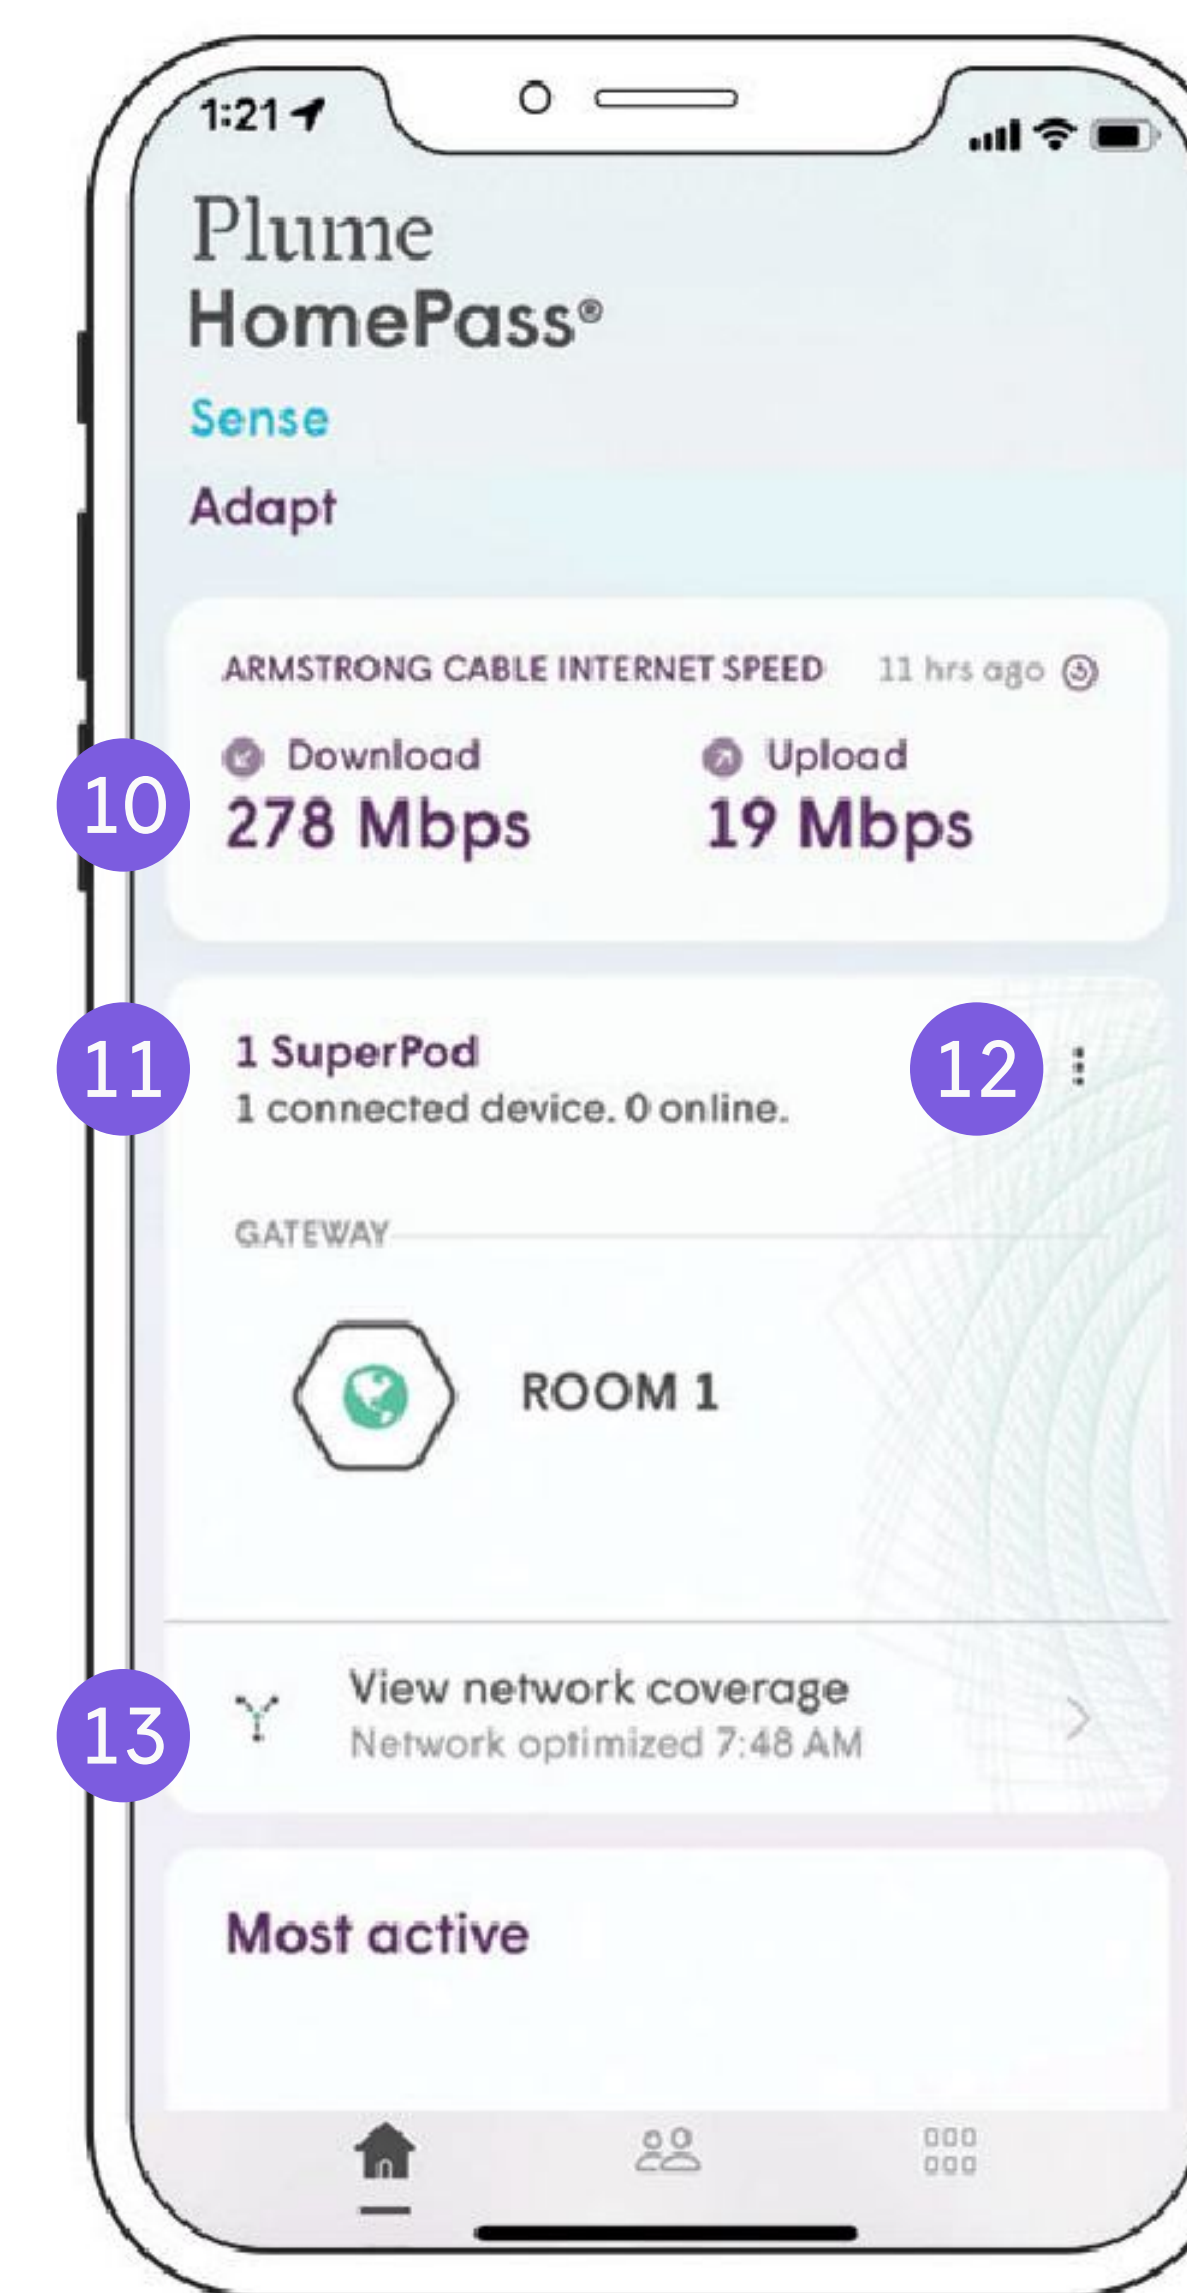 1:21
Plume
HomePass®
Sense
Adapt
ARMSTRONG CABLE INTERNET SPEED 11 hrs ago
Download Upload
10
278 Mbps 19 Mbps
11 1 SuperPod 12
1 connected device. 0 online.
GATEWAY
ROOM 1
View network coverage
13
Network optimized 7:48 AM
Most active